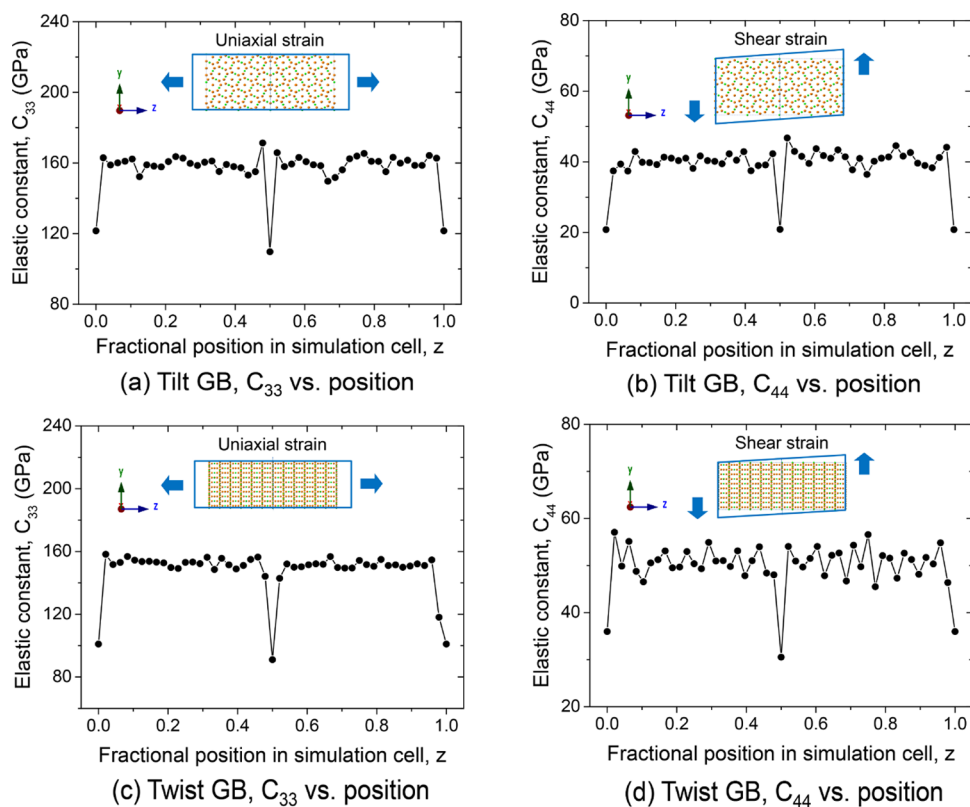 240
200
160
120
80
Elastic constant, C33 (GPa)
Uniaxial strain
y
z
0.0 0.2 0.4 0.6 0.8 1.0
Fractional position in simulation cell, z
(a) Tilt GB, C33 vs. position
80
60
40
20
0
Elastic constant, C44 (GPa)
Shear strain
y
z
0.0 0.2 0.4 0.6 0.8 1.0
Fractional position in simulation cell, z
(b) Tilt GB, C44 vs. position
240
200
160
120
80
Elastic constant, C33 (GPa)
Uniaxial strain
y
z
0.0 0.2 0.4 0.6 0.8 1.0
Fractional position in simulation cell, z
(c) Twist GB, C33 vs. position
80
60
40
20
Elastic constant, C44 (GPa)
Shear strain
y
z
0.0 0.2 0.4 0.6 0.8 1.0
Fractional position in simulation cell, z
(d) Twist GB, C44 vs. position